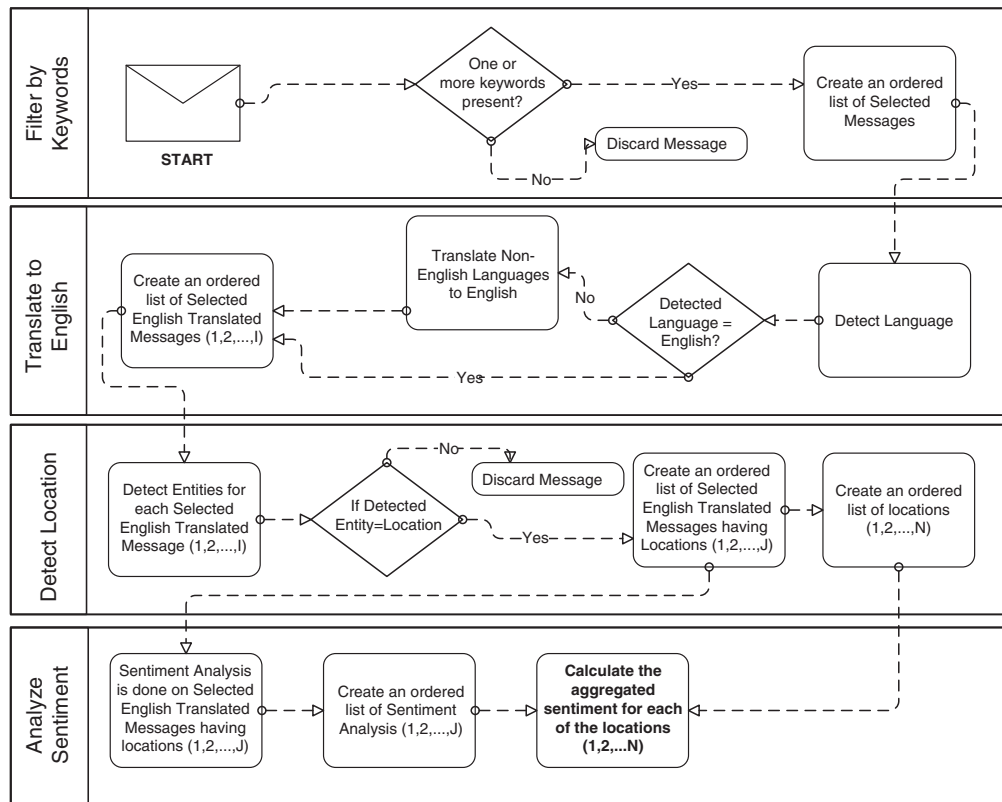 Filter by
Keywords
START
One or
more keywords
present?
Yes
No
Discard Message
Create an ordered
list of Selected
Messages
Translate to
English
Create an ordered
list of Selected
English Translated
Messages (1,2,...,I)
Translate Non-
English Languages
to English
No
Detected
Language =
English?
Yes
Detect Language
Detect Location
Detect Entities for
each Selected
English Translated
Message (1,2,...,I)
If Detected
Entity=Location
No
Discard Message
Yes
Create an ordered
list of Selected
English Translated
Messages having
Locations (1,2,...,J)
Create an ordered
list of locations
(1,2,...,N)
Analyze
Sentiment
Sentiment Analysis
is done on Selected
English Translated
Messages having
locations (1,2,...,J)
Create an ordered
list of Sentiment
Analysis (1,2,...,J)
Calculate the
aggregated
sentiment for each
of the locations
(1,2,...N)